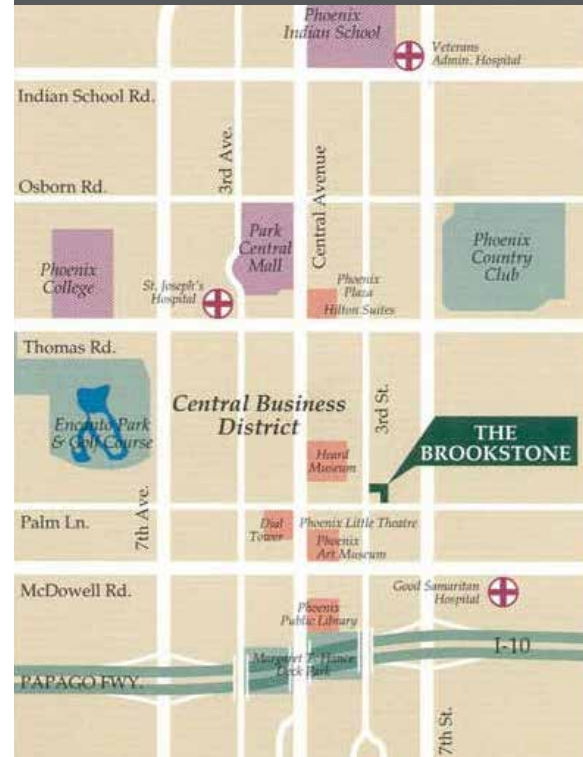 Phoenix
Indian School
Veterans
Admin. Hospital
Indian School Rd.
3rd Ave.
Osborn Rd.
Central Avenue
Park
Central
Mall
Phoenix
Country
Club
Phoenix
College
St. Joseph's
Hospital
Phoenix
Plaza
Hilton Suites
Thomas Rd.
Central Business
District
3rd St.
Encanto Park
& Golf Course
THE
BROOKSTONE
Heard
Museum
7th Ave.
Palm Ln.
Dial
Tower
Phoenix Little Theatre
Phoenix
Art Museum
McDowell Rd.
Good Samaritan
Hospital
Phoenix
Public Library
I-10
Margaret T. Hance
Deck Park
PAPAGO FWY.
7th St.